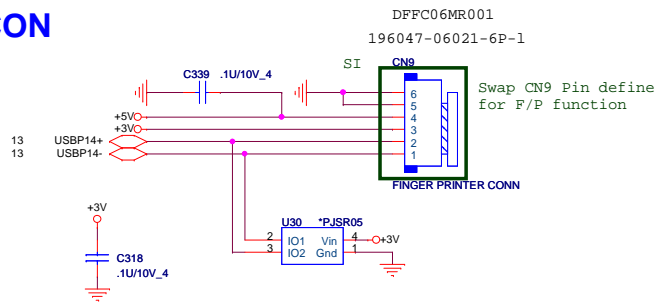 DFFC06MR001
CON
196047-06021-6P-l
SI
CN9
C339 .1U/10V_4
Swap CN9 Pin define
for F/P function
6
5
+5V 4
+3V 3
13 USBP14+ 2
13 USBP14- 1
FINGER PRINTER CONN
+3V
U30 *PJSR05
2 IO1 Vin 4 +3V
3 IO2 Gnd 1
C318
.1U/10V_4